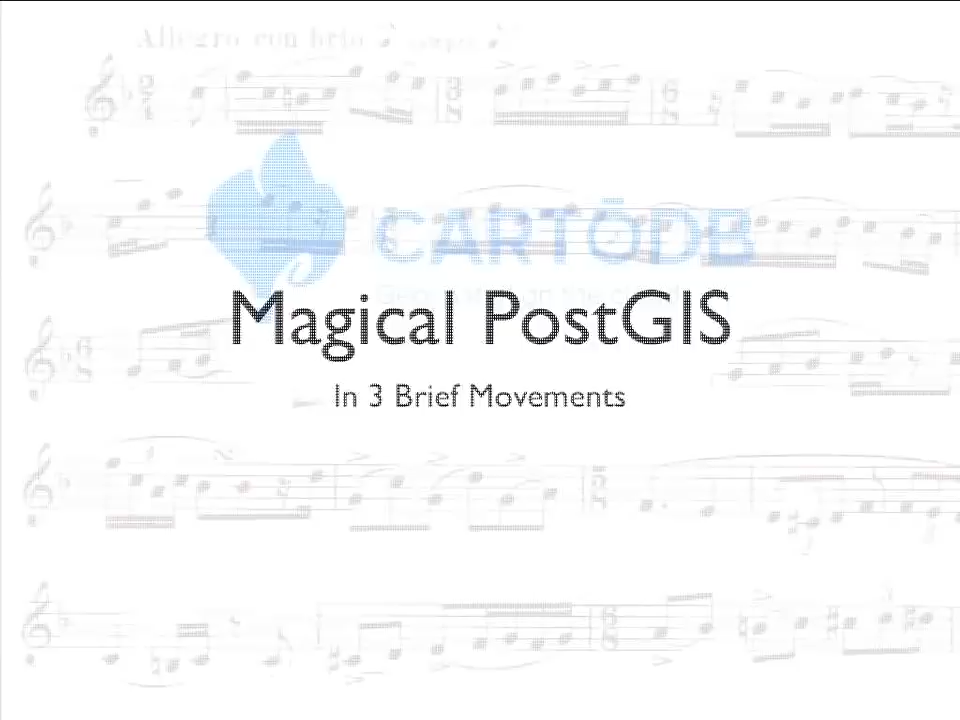 Allegro con brio
CARTODB
Magical PostGIS
In 3 Brief Movements